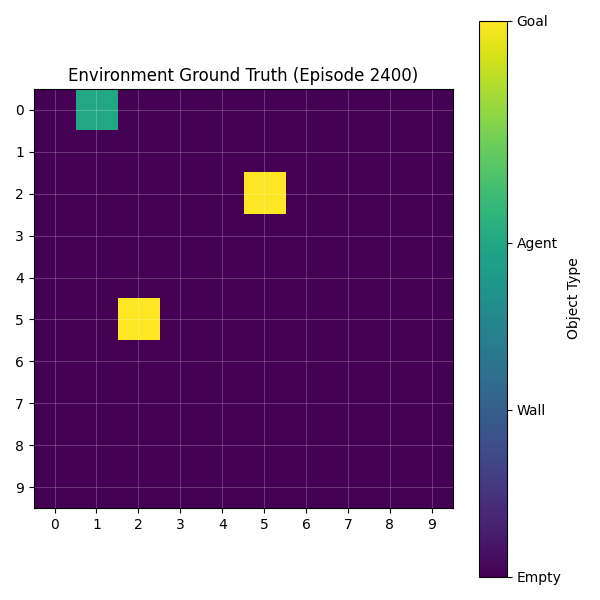 Environment Ground Truth (Episode 2400)
0
1
2
3
4
5
6
7
8
9
0 1 2 3 4 5 6 7 8 9
Goal
Agent
Wall
Empty
Object Type